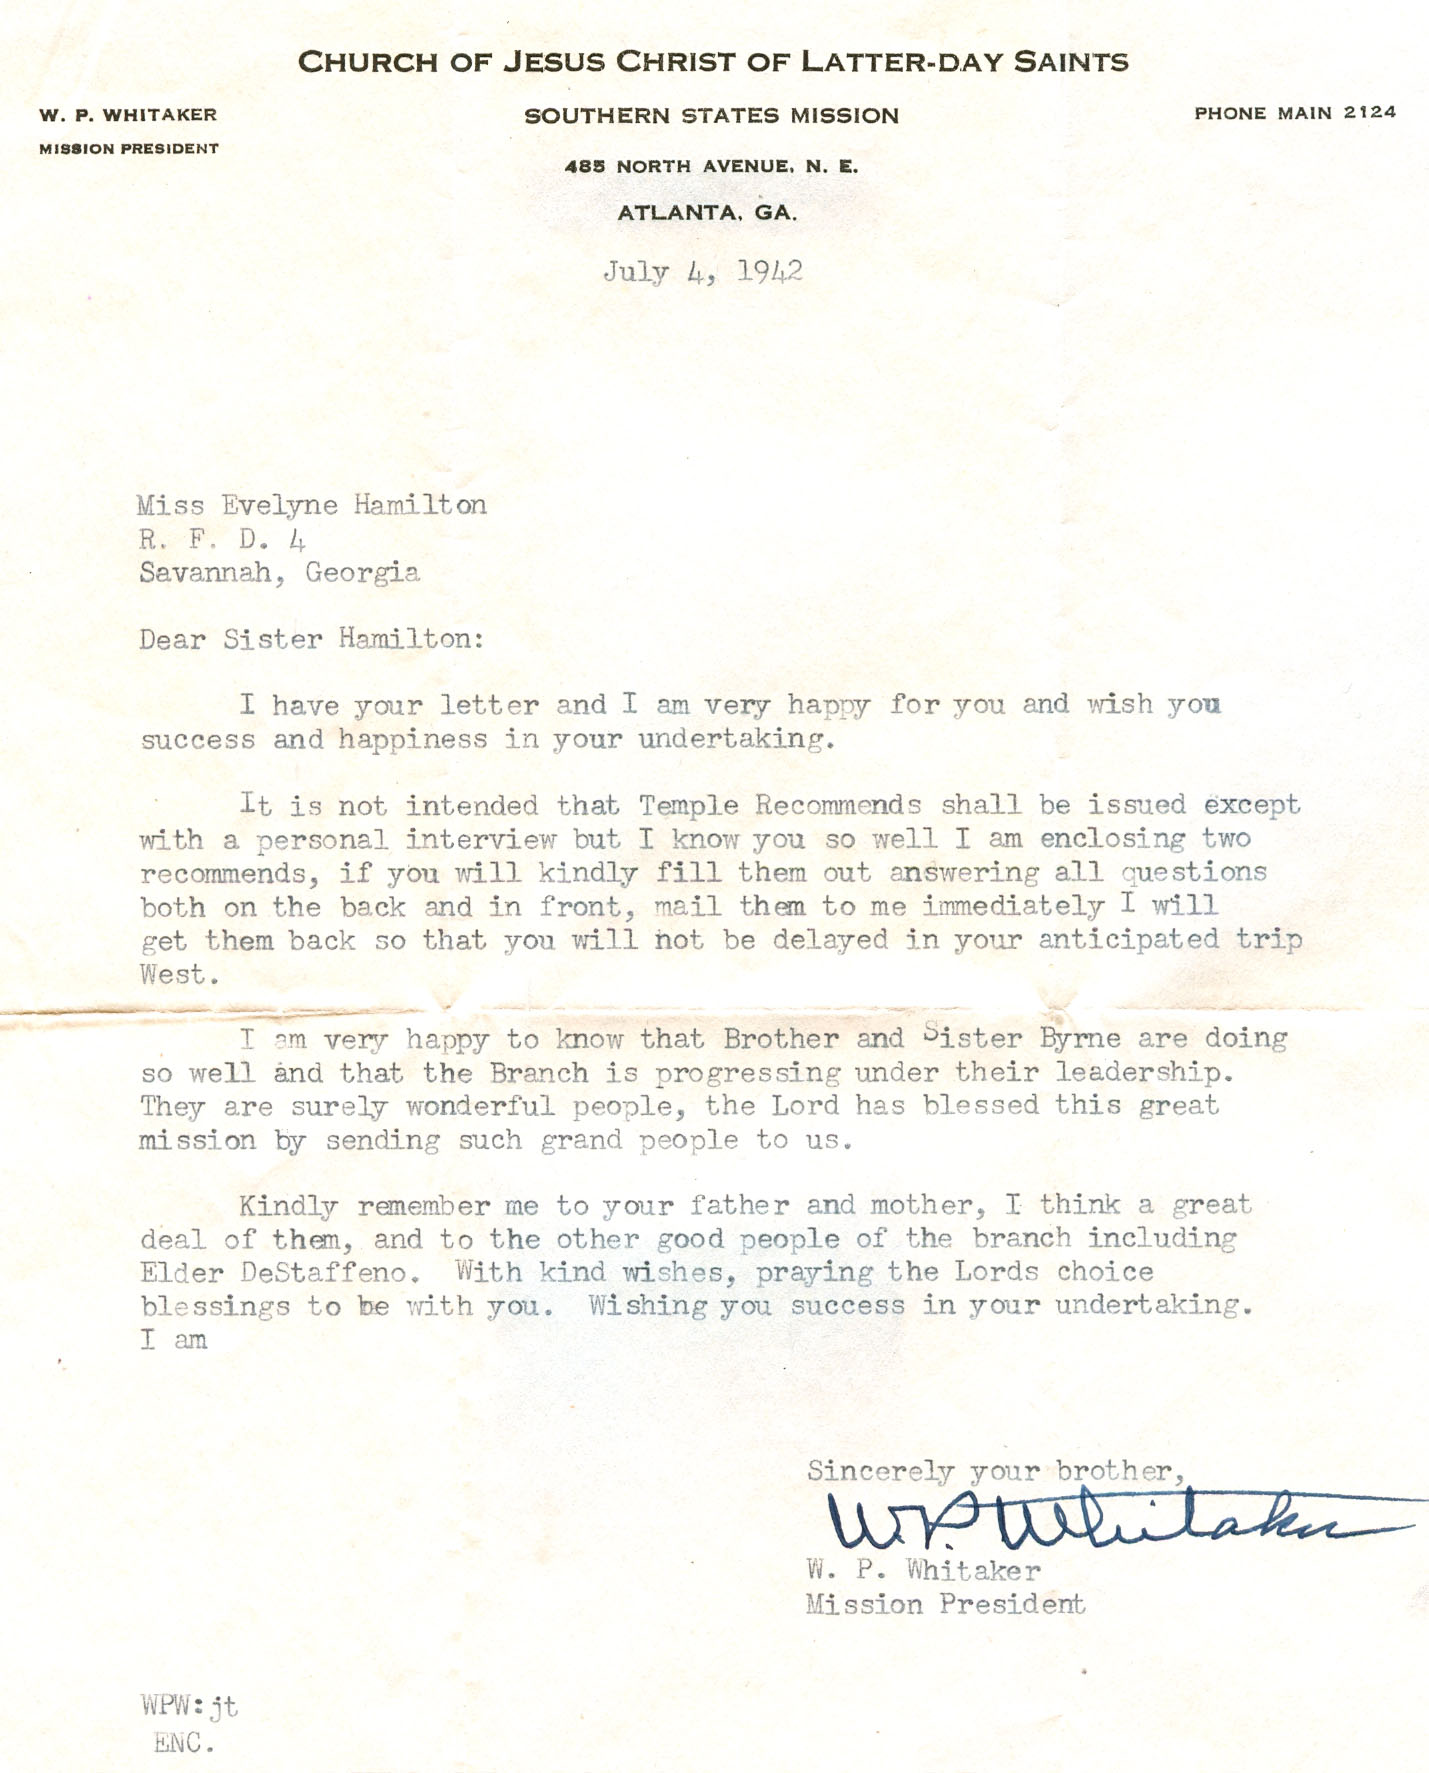 CHURCH OF JESUS CHRIST OF LATTER-DAY SAINTS
W. P. WHITAKER
MISSION PRESIDENT
SOUTHERN STATES MISSION
PHONE MAIN 2124
485 NORTH AVENUE, N. E.
ATLANTA, GA.
July 4, 1942
Miss Evelyne Hamilton
R. F. D. 4
Savannah, Georgia
Dear Sister Hamilton:
I have your letter and I am very happy for you and wish you
success and happiness in your undertaking.
It is not intended that Temple Recommends shall be issued except
with a personal interview but I know you so well I am enclosing two
recommends, if you will kindly fill them out answering all questions
both on the back and in front, mail them to me immediately I will
get them back so that you will not be delayed in your anticipated trip
West.
I am very happy to know that Brother and Sister Byrne are doing
so well and that the Branch is progressing under their leadership.
They are surely wonderful people, the Lord has blessed this great
mission by sending such grand people to us.
Kindly remember me to your father and mother, I think a great
deal of them, and to the other good people of the branch including
Elder DeStaffeno. With kind wishes, praying the Lords choice
blessings to be with you. Wishing you success in your undertaking.
I am
Sincerely your brother,
W. P. Whitaker
W. P. Whitaker
Mission President
WPW:jt
ENC.